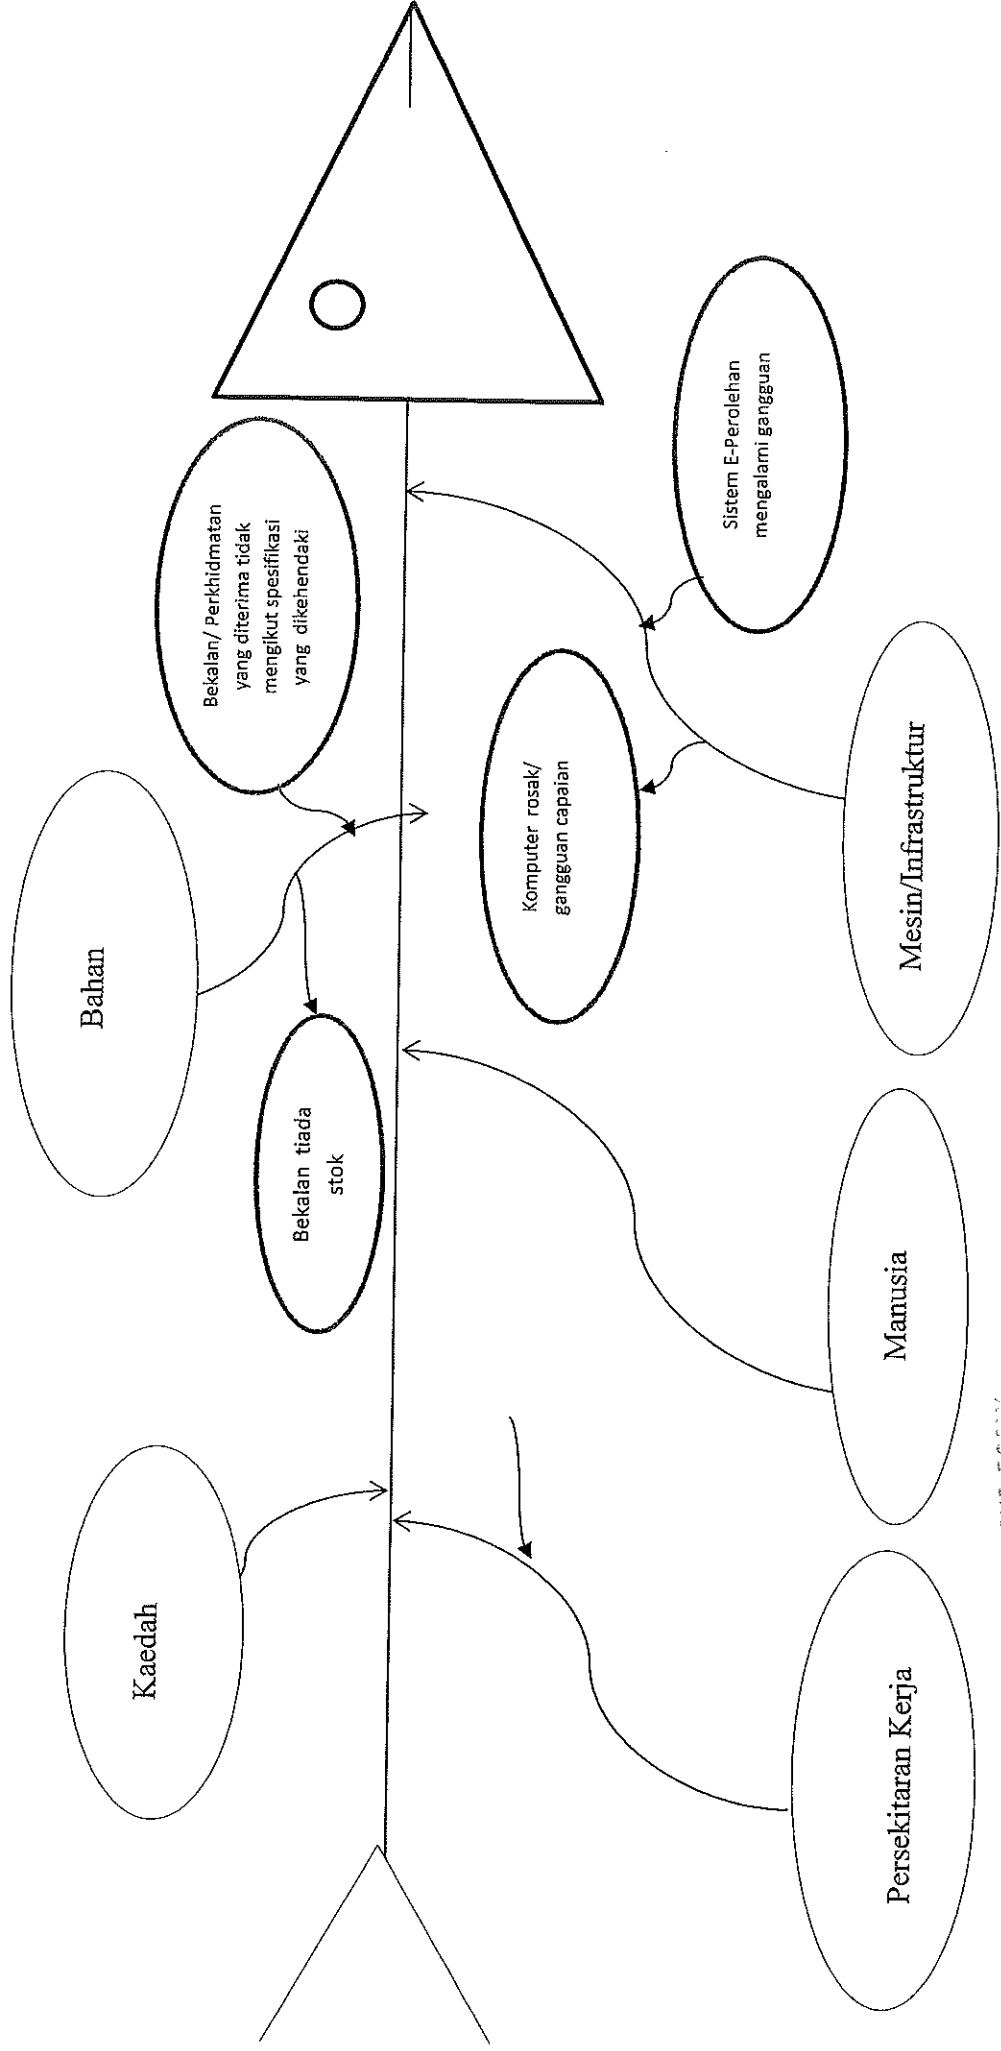 Bahan
Bekalan/ Perkhidmatan
yang diterima tidak
mengikut spesifikasi
yang dikehendaki
Kaedah
Bekalan tiada
stok
Komputer rosak/
gangguan capaian
Sistem E-Perolehan
mengalami gangguan
Persekitaran Kerja
Manusia
Mesin/Infrastruktur